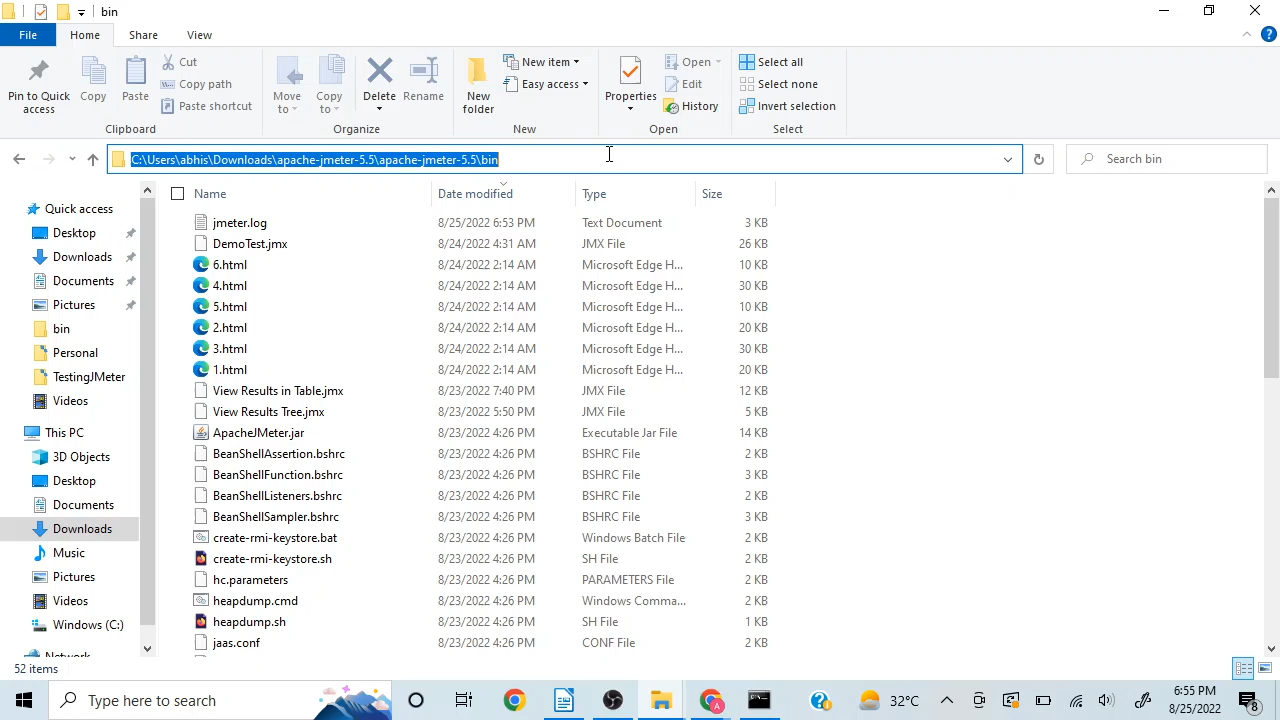 bin
File
Home
Share
View
Pin to Quick access
Copy
Paste
Cut
Copy path
Paste shortcut
Clipboard
Move to
Copy to
Delete
Rename
Organize
New folder
New item
Easy access
New
Properties
Open
Edit
History
Open
Select all
Select none
Invert selection
Select
C:\Users\abhis\Downloads\apache-jmeter-5.5\apache-jmeter-5.5\bin
Search bin
Quick access
Desktop
Downloads
Documents
Pictures
bin
Personal
TestingJMeter
Videos
This PC
3D Objects
Desktop
Documents
Downloads
Music
Pictures
Videos
Windows (C:)
Network
Name Date modified Type Size
jmeter.log 8/25/2022 6:53 PM Text Document 3 KB
DemoTest.jmx 8/24/2022 4:31 AM JMX File 26 KB
6.html 8/24/2022 2:14 AM Microsoft Edge H... 10 KB
4.html 8/24/2022 2:14 AM Microsoft Edge H... 30 KB
5.html 8/24/2022 2:14 AM Microsoft Edge H... 10 KB
2.html 8/24/2022 2:14 AM Microsoft Edge H... 20 KB
3.html 8/24/2022 2:14 AM Microsoft Edge H... 30 KB
1.html 8/24/2022 2:14 AM Microsoft Edge H... 20 KB
View Results in Table.jmx 8/23/2022 7:40 PM JMX File 12 KB
View Results Tree.jmx 8/23/2022 5:50 PM JMX File 5 KB
ApacheJMeter.jar 8/23/2022 4:26 PM Executable Jar File 14 KB
BeanShellAssertion.bshrc 8/23/2022 4:26 PM BSHRC File 2 KB
BeanShellFunction.bshrc 8/23/2022 4:26 PM BSHRC File 3 KB
BeanShellListeners.bshrc 8/23/2022 4:26 PM BSHRC File 2 KB
BeanShellSampler.bshrc 8/23/2022 4:26 PM BSHRC File 3 KB
create-rmi-keystore.bat 8/23/2022 4:26 PM Windows Batch File 2 KB
create-rmi-keystore.sh 8/23/2022 4:26 PM SH File 2 KB
hc.parameters 8/23/2022 4:26 PM PARAMETERS File 2 KB
heapdump.cmd 8/23/2022 4:26 PM Windows Comma... 2 KB
heapdump.sh 8/23/2022 4:26 PM SH File 1 KB
jaas.conf 8/23/2022 4:26 PM CONF File 2 KB
52 items
Type here to search
32°C
6:55 PM
8/25/2022
8